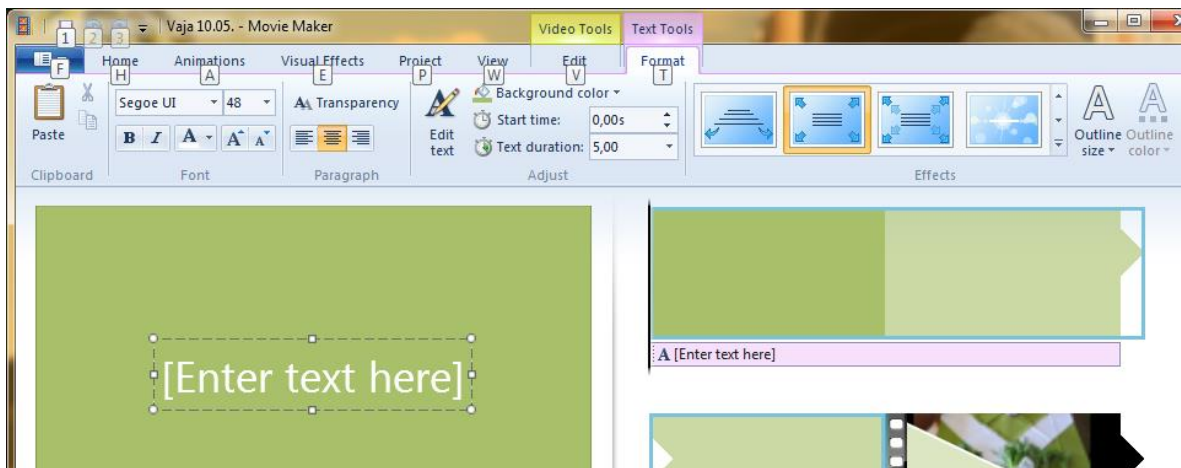 Vaja 10.05. - Movie Maker
Video Tools
Text Tools
1
2
3
Home
Animations
Visual Effects
Project
View
Edit
Format
F
H
A
E
P
W
V
T
Paste
Clipboard
Segoe UI
48
B I A A A
Font
AA Transparency
Paragraph
Edit
text
Background color
Start time: 0,00s
Text duration: 5,00
Adjust
Effects
A A
Outline
size
Outline
color
[Enter text here]
A [Enter text here]